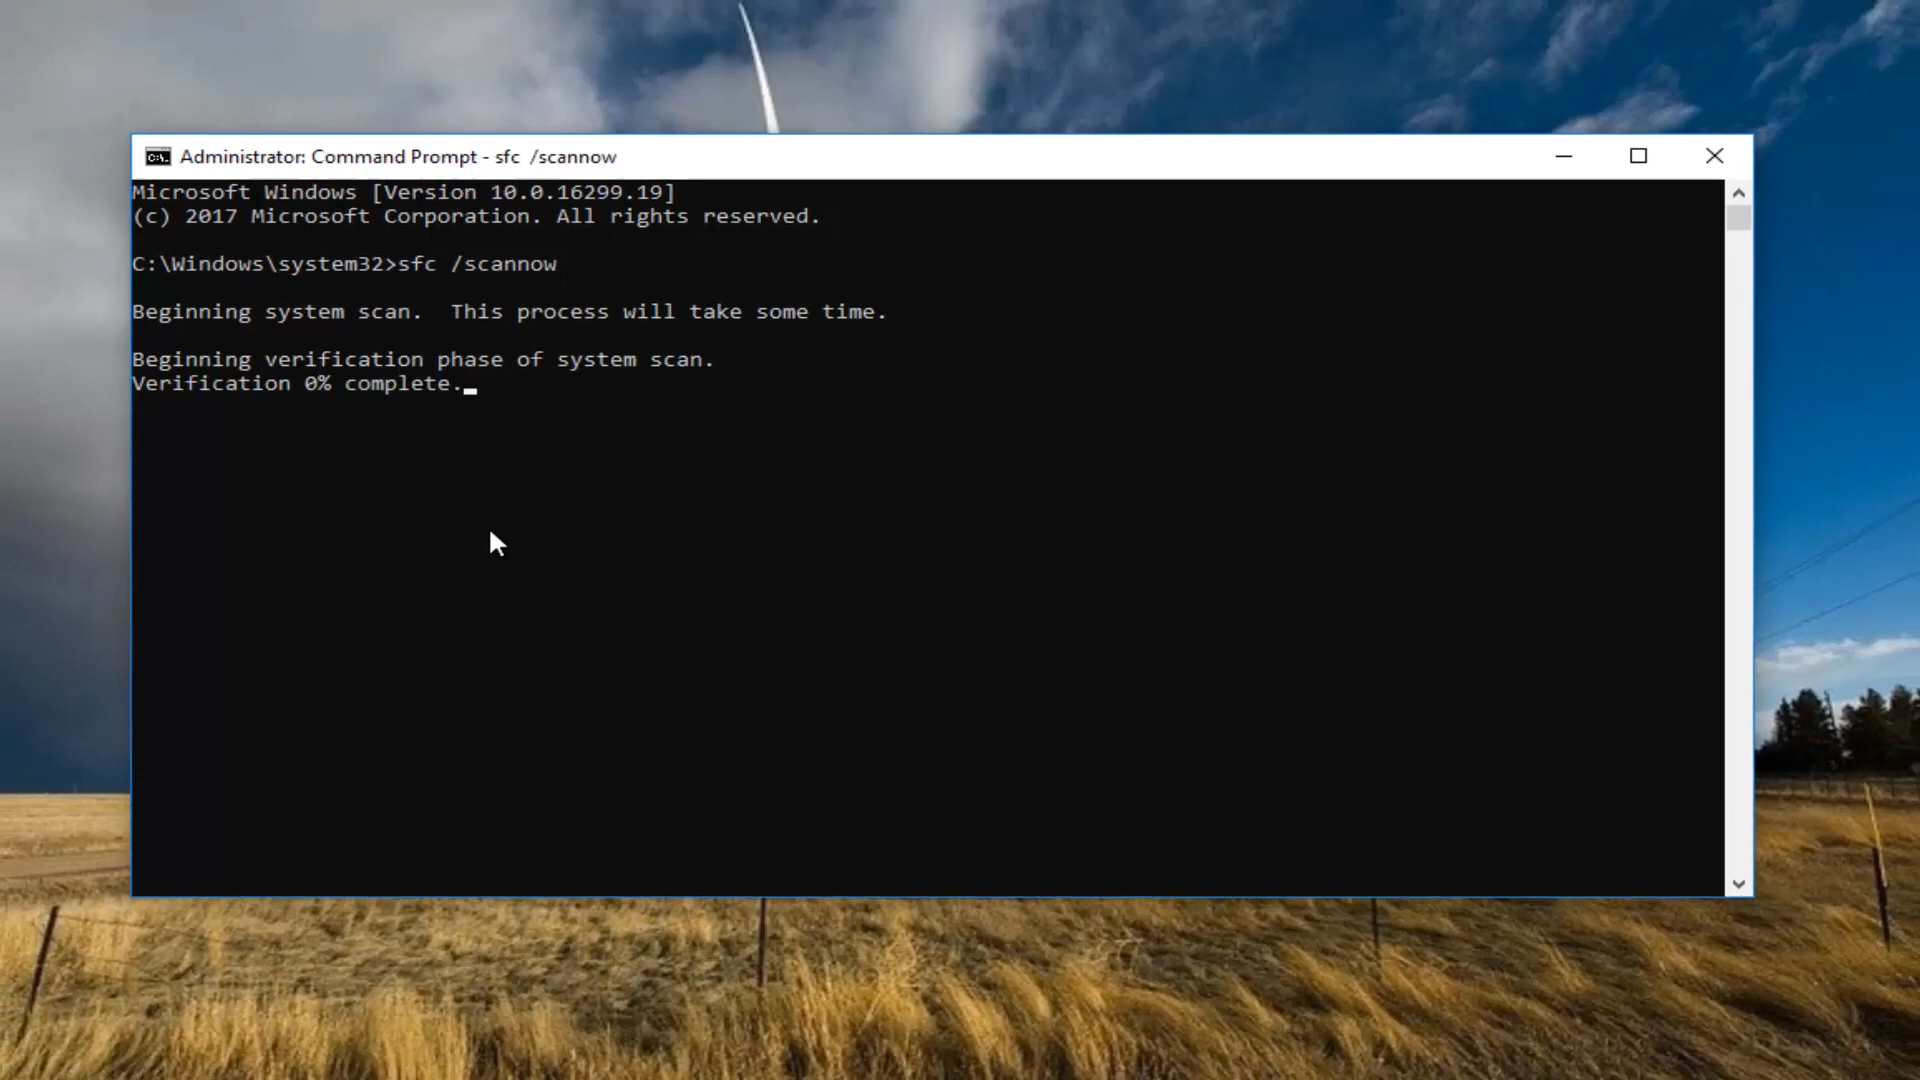 Administrator: Command Prompt - sfc  /scannow
Microsoft Windows [Version 10.0.16299.19]
(c) 2017 Microsoft Corporation. All rights reserved.
C:\Windows\system32>sfc /scannow
Beginning system scan.  This process will take some time.
Beginning verification phase of system scan.
Verification 0% complete.